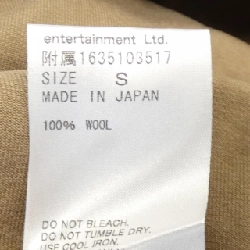 entertainment Ltd.
附属1635103517
SIZE S
MADE IN JAPAN
100% WOOL
DO NOT BLEACH.
DO NOT TUMBLE DRY.
USE COOL IRON.